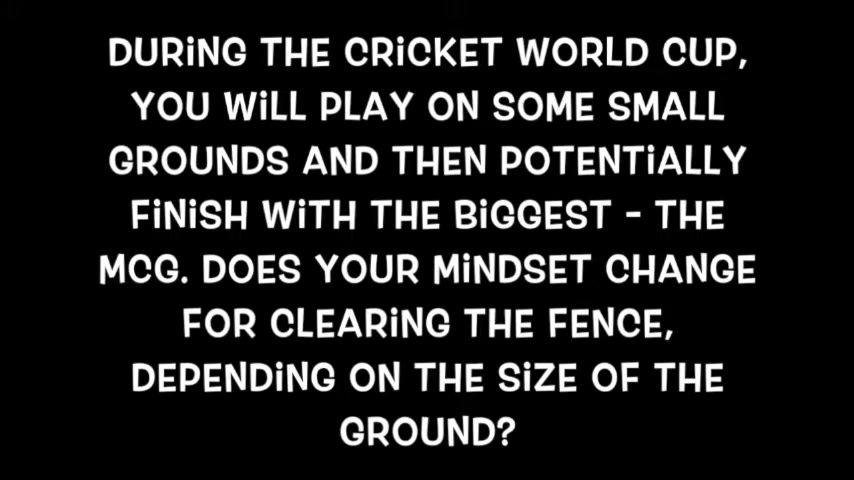 DURING THE CRICKET WORLD CUP,
YOU WILL PLAY ON SOME SMALL
GROUNDS AND THEN POTENTIALLY
FINISH WITH THE BIGGEST - THE
MCG. DOES YOUR MINDSET CHANGE
FOR CLEARING THE FENCE,
DEPENDING ON THE SIZE OF THE
GROUND?